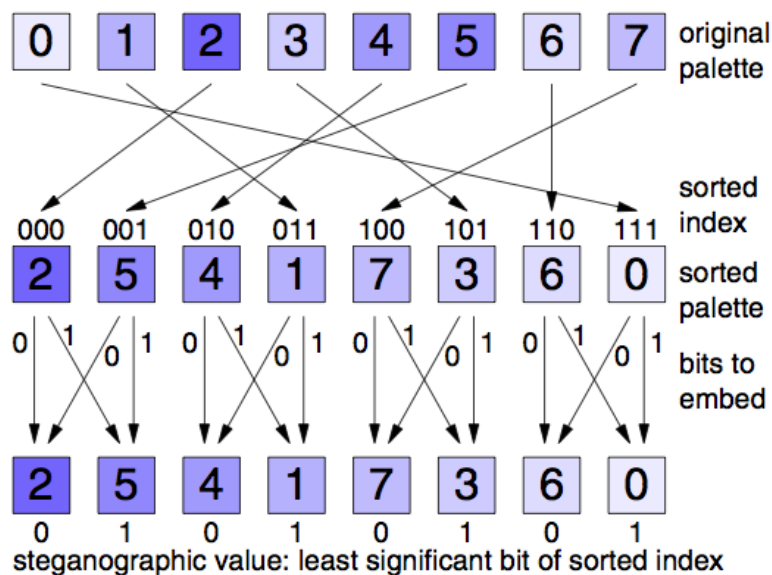 0 1 2 3 4 5 6 7
original
palette
sorted
index
000 001 010 011 100 101 110 111
2 5 4 1 7 3 6 0
sorted
palette
0 1 0 1 0 1 0 1 0 1 0 1 0 1 0 1
bits to
embed
2 5 4 1 7 3 6 0
0 1 0 1 0 1 0 1
steganographic value: least significant bit of sorted index